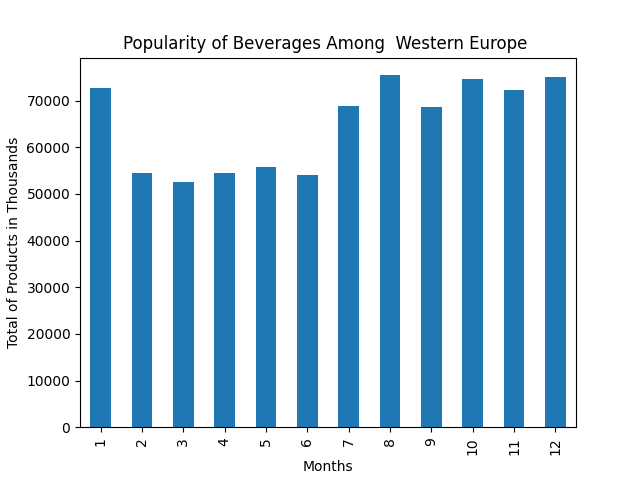 Popularity of Beverages Among  Western Europe
Total of Products in Thousands
70000
60000
50000
40000
30000
20000
10000
0
1 2 3 4 5 6 7 8 9 10 11 12
Months